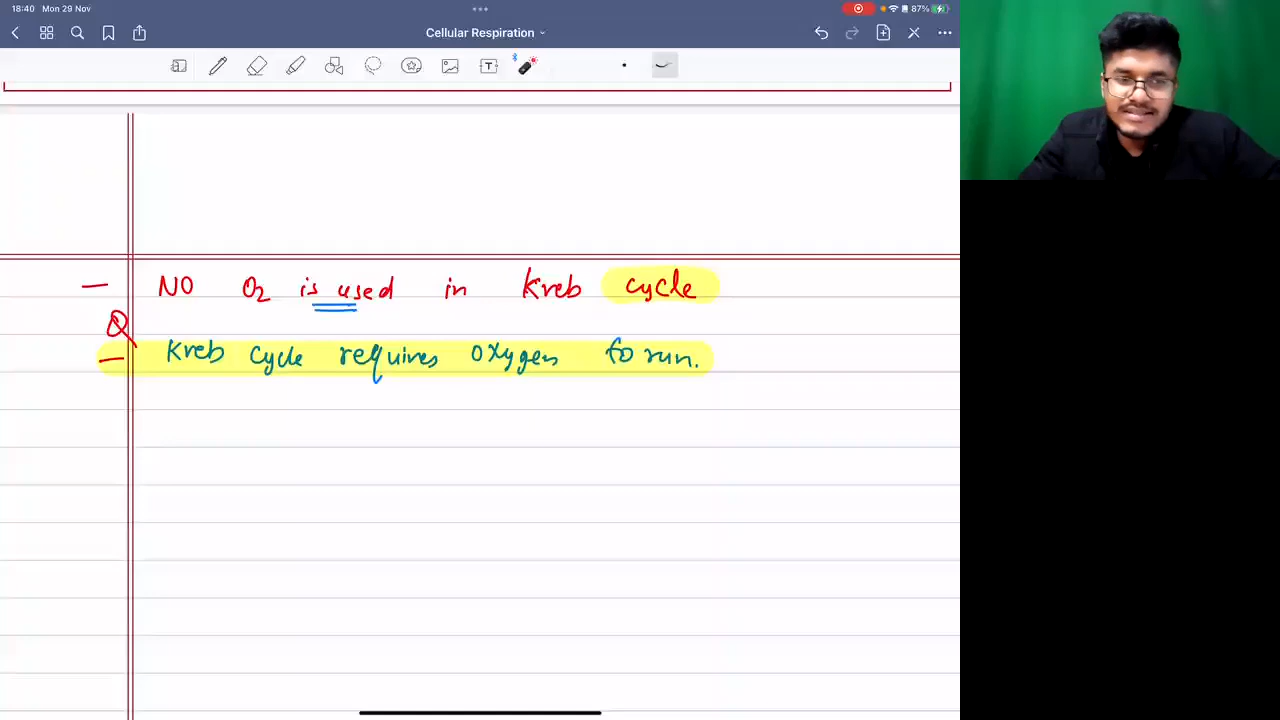 18:40 Mon 29 Nov
87%
Cellular Respiration
T
— NO O2 is used in Kreb cycle
Q
— Kreb cycle requires oxygen to run.